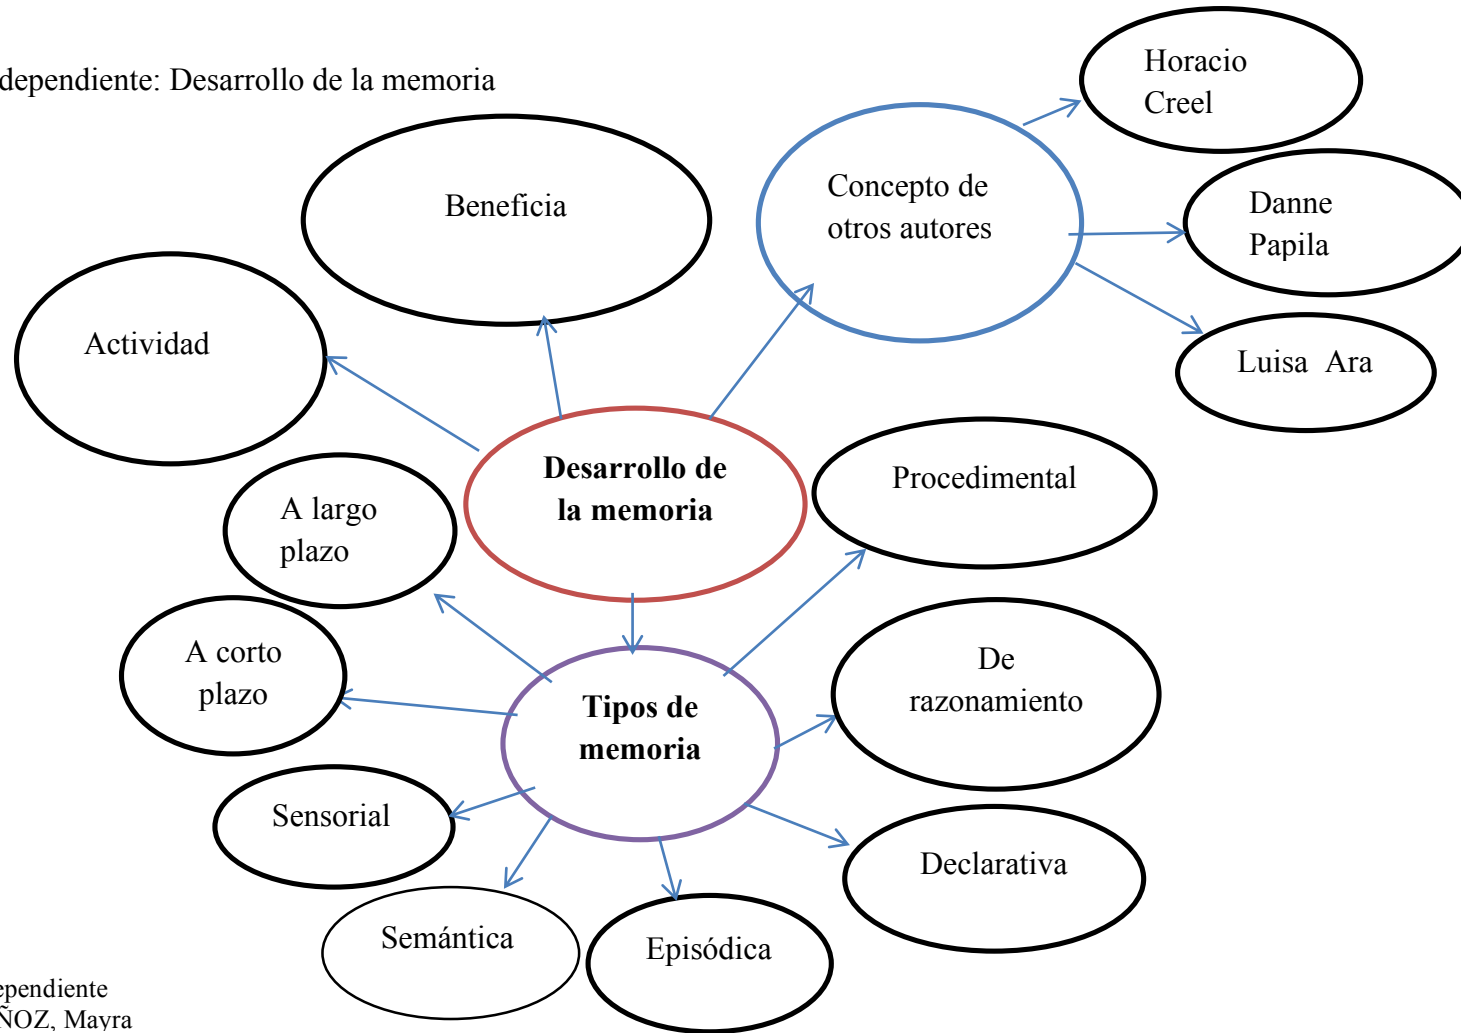 dependiente: Desarrollo de la memoria
Horacio
Creel
Beneficia
Concepto de
otros autores
Danne
Papila
Actividad
Luisa Ara
Desarrollo de
la memoria
Procedimental
A largo
plazo
A corto
plazo
De
razonamiento
Tipos de
memoria
Sensorial
Declarativa
Semántica
Episódica
ependiente
ÑOZ, Mayra